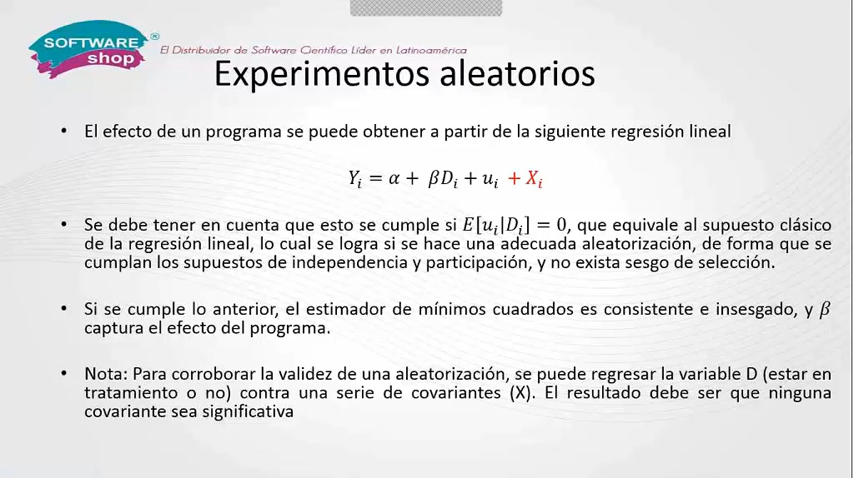 SOFTWARE
shop
®
El Distribuidor de Software Científico Líder en Latinoamérica
Experimentos aleatorios
• El efecto de un programa se puede obtener a partir de la siguiente regresión lineal
Yᵢ = α + βDᵢ + uᵢ + Xᵢ
• Se debe tener en cuenta que esto se cumple si E[uᵢ|Dᵢ] = 0, que equivale al supuesto clásico
de la regresión lineal, lo cual se logra si se hace una adecuada aleatorización, de forma que se
cumplan los supuestos de independencia y participación, y no exista sesgo de selección.
• Si se cumple lo anterior, el estimador de mínimos cuadrados es consistente e insesgado, y β
captura el efecto del programa.
• Nota: Para corroborar la validez de una aleatorización, se puede regresar la variable D (estar en
tratamiento o no) contra una serie de covariantes (X). El resultado debe ser que ninguna
covariante sea significativa